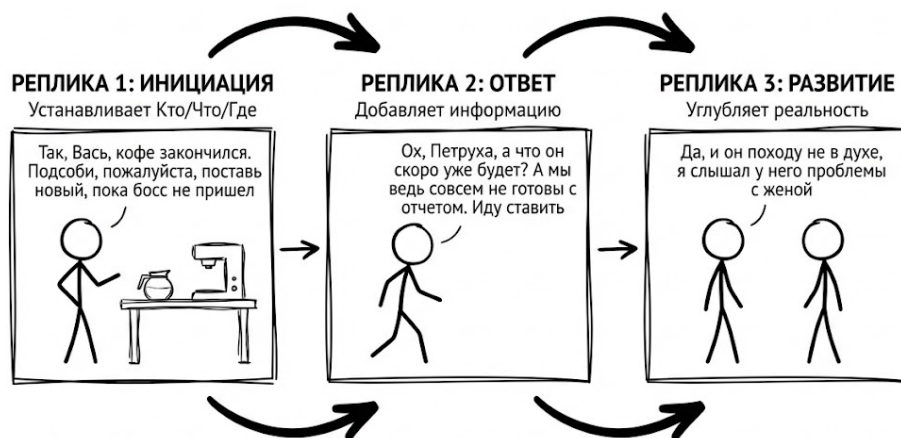 РЕПЛИКА 1: ИНИЦИАЦИЯ
Устанавливает Кто/Что/Где
Так, Вась, кофе закончился.
Подсоби, пожалуйста, поставь
новый, пока босс не пришел
РЕПЛИКА 2: ОТВЕТ
Добавляет информацию
Ох, Петруха, а что он
скоро уже будет? А мы
ведь совсем не готовы с
отчетом. Иду ставить
РЕПЛИКА 3: РАЗВИТИЕ
Углубляет реальность
Да, и он походу не в духе,
я слышал у него проблемы
с женой